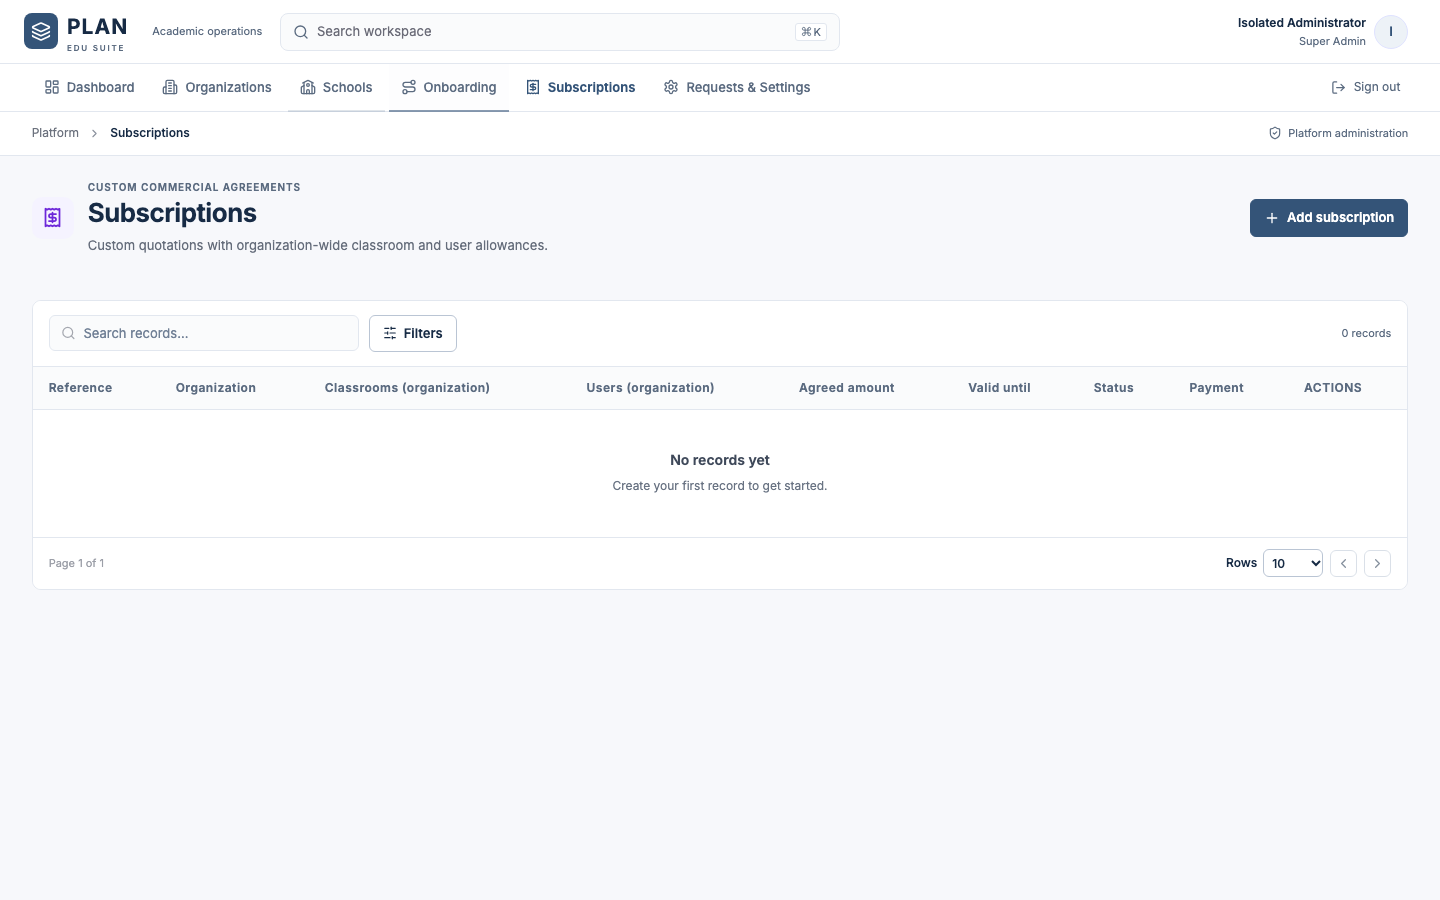 PLAN
EDU SUITE
Academic operations
Search workspace
⌘ K
Isolated Administrator
Super Admin
I
Dashboard
Organizations
Schools
Onboarding
Subscriptions
Requests & Settings
Sign out
Platform
Subscriptions
Platform administration
CUSTOM COMMERCIAL AGREEMENTS
Subscriptions
Custom quotations with organization-wide classroom and user allowances.
Add subscription
Search records...
Filters
0 records
Reference Organization Classrooms (organization) Users (organization) Agreed amount Valid until Status Payment ACTIONS
No records yet
Create your first record to get started.
Page 1 of 1
Rows 10